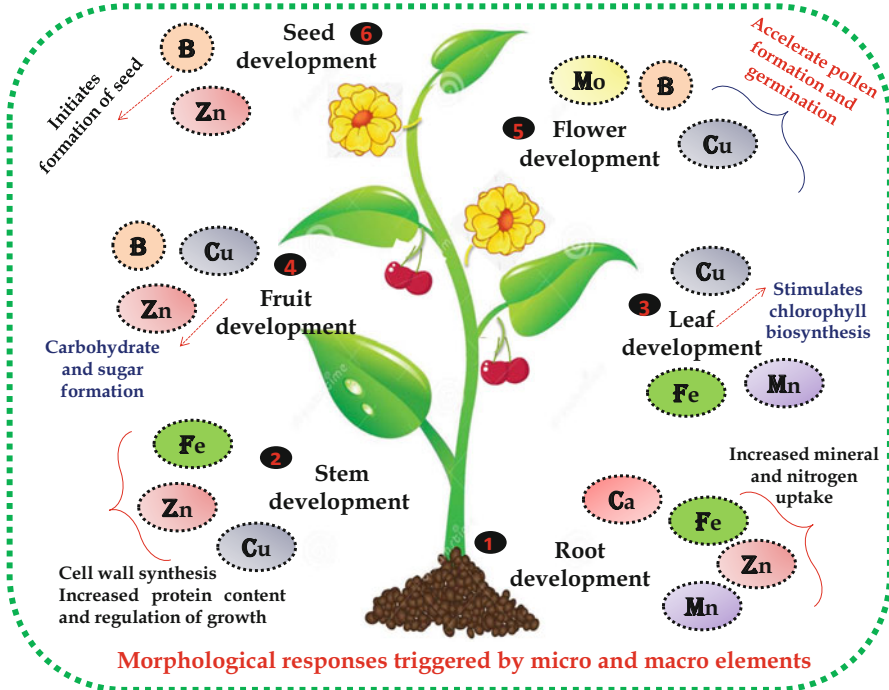 B
Zn
Initiates
formation of seed
Seed 6
development
Mo
B
Cu
5 Flower
development
Accelerate pollen
formation and
germination
B
Cu
Zn
4
Fruit
development
Carbohydrate
and sugar
formation
Cu
3
Leaf
development
Stimulates
chlorophyll
biosynthesis
Fe
Mn
Fe
Zn
Cu
2
Stem
development
Cell wall synthesis
Increased protein content
and regulation of growth
1
Root
development
Ca
Fe
Zn
Mn
Increased mineral
and nitrogen
uptake
Morphological responses triggered by micro and macro elements